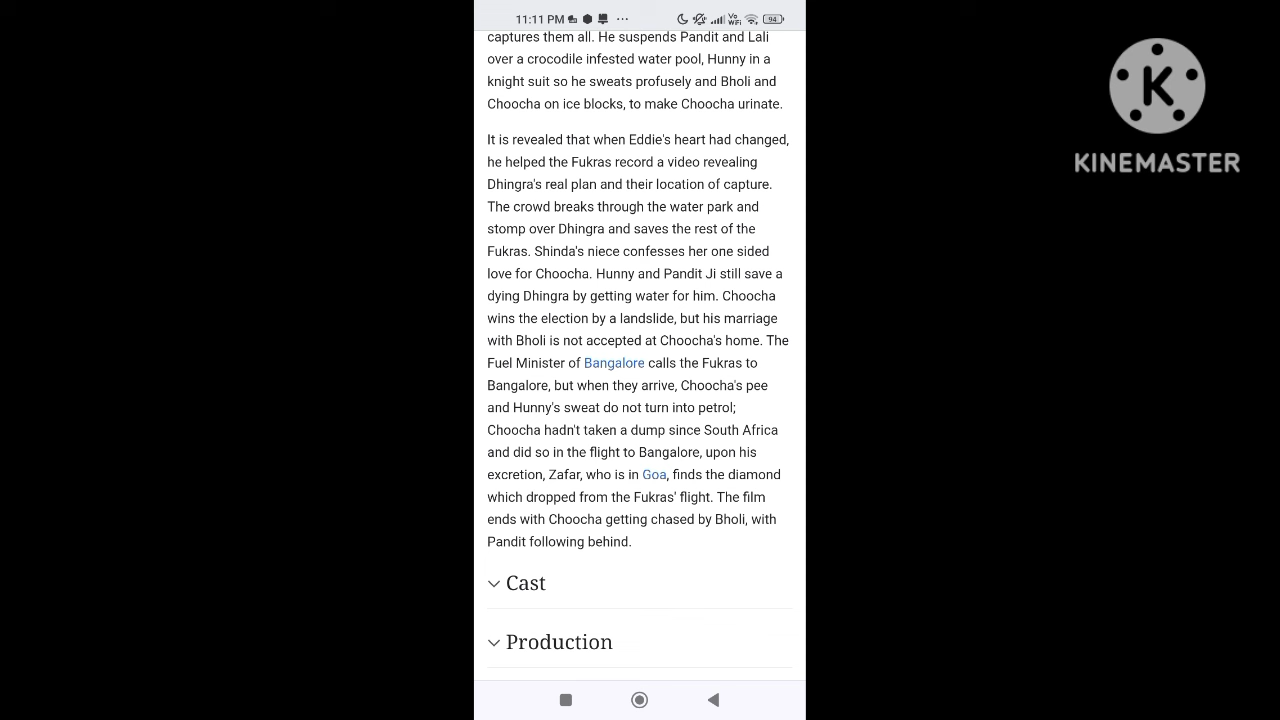 11:11 PM
Vo
WiFi
94
captures them all. He suspends Pandit and Lali
over a crocodile infested water pool, Hunny in a
knight suit so he sweats profusely and Bholi and
Choocha on ice blocks, to make Choocha urinate.
It is revealed that when Eddie's heart had changed,
he helped the Fukras record a video revealing
Dhingra's real plan and their location of capture.
The crowd breaks through the water park and
stomp over Dhingra and saves the rest of the
Fukras. Shinda's niece confesses her one sided
love for Choocha. Hunny and Pandit Ji still save a
dying Dhingra by getting water for him. Choocha
wins the election by a landslide, but his marriage
with Bholi is not accepted at Choocha's home. The
Fuel Minister of Bangalore calls the Fukras to
Bangalore, but when they arrive, Choocha's pee
and Hunny's sweat do not turn into petrol;
Choocha hadn't taken a dump since South Africa
and did so in the flight to Bangalore, upon his
excretion, Zafar, who is in Goa, finds the diamond
which dropped from the Fukras' flight. The film
ends with Choocha getting chased by Bholi, with
Pandit following behind.
Cast
Production
K
KINEMASTER